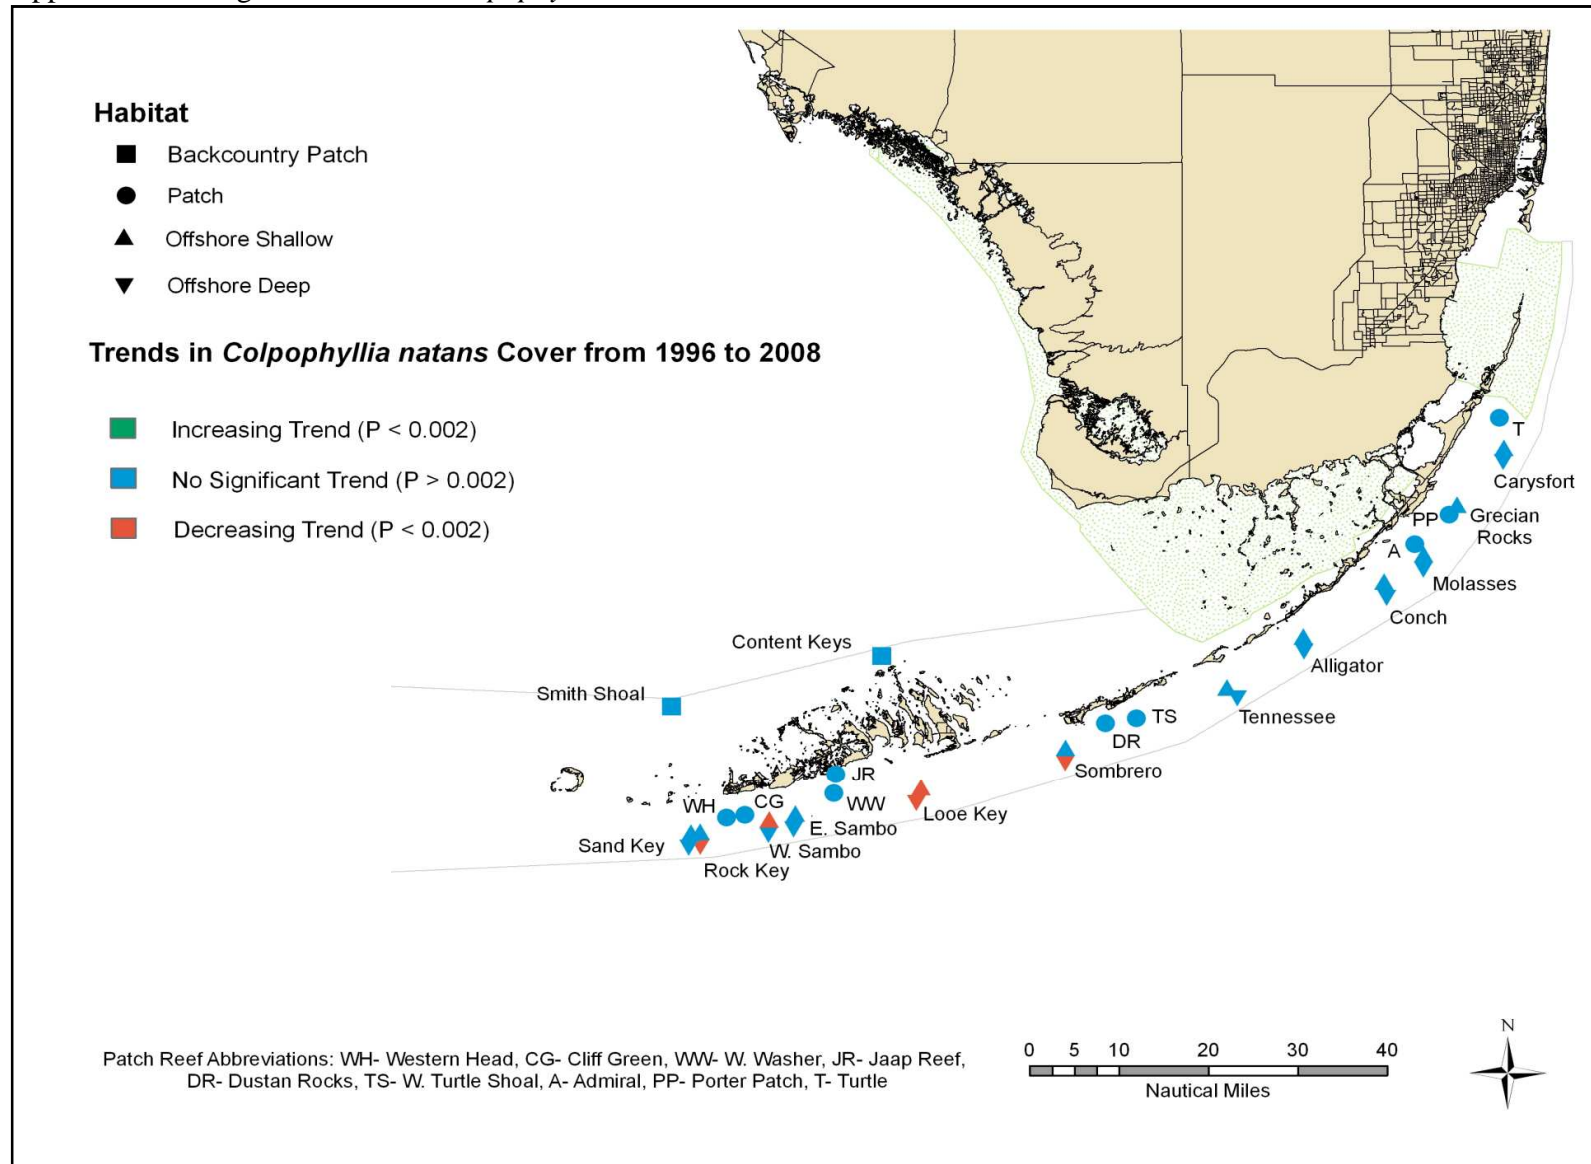 Habitat
Backcountry Patch
Patch
Offshore Shallow
Offshore Deep
Trends in Colpophyllia natans Cover from 1996 to 2008
Increasing Trend (P < 0.002)
No Significant Trend (P > 0.002)
Decreasing Trend (P < 0.002)
T
Carysfort
PP
Grecian
Rocks
A
Molasses
Conch
Alligator
Content Keys
Smith Shoal
Tennessee
TS
DR
Sombrero
JR
WW
Looe Key
WH
CG
E. Sambo
Sand Key
W. Sambo
Rock Key
Patch Reef Abbreviations: WH- Western Head, CG- Cliff Green, WW- W. Washer, JR- Jaap Reef,
DR- Dustan Rocks, TS- W. Turtle Shoal, A- Admiral, PP- Porter Patch, T- Turtle
0 5 10 20 30 40
Nautical Miles
N